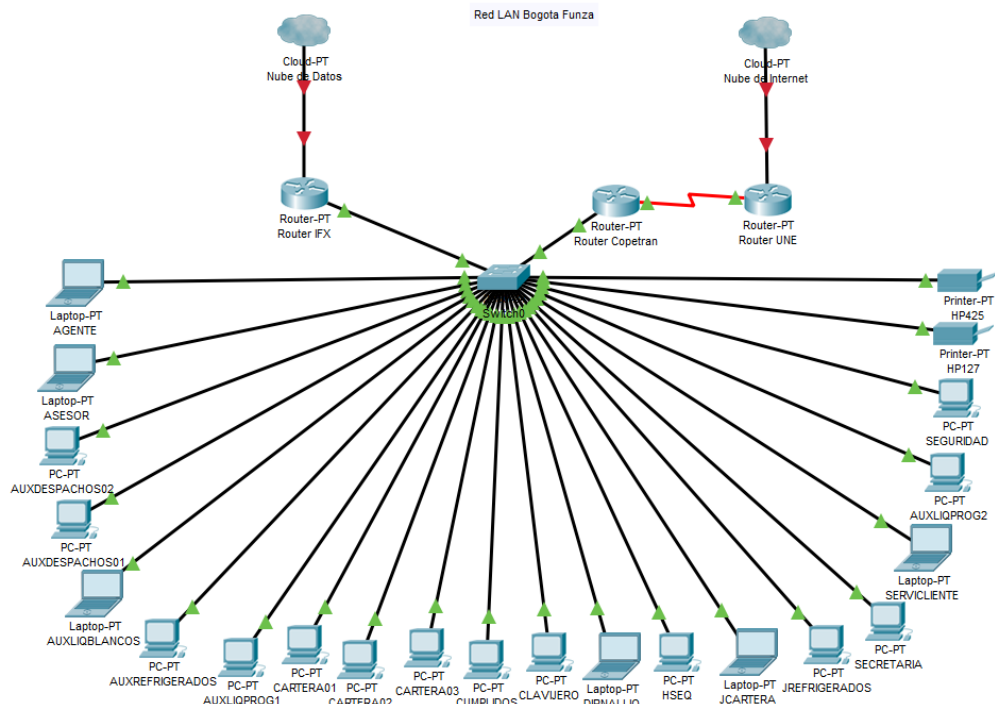 Red LAN Bogota Funza
Cloud-PT
Nube de Datos
Cloud-PT
Nube de Internet
Router-PT
Router IFX
Router-PT
Router Copetran
Router-PT
Router UNE
Switch0
Laptop-PT
AGENTE
Laptop-PT
ASESOR
PC-PT
AUXDESPACHOS02
PC-PT
AUXDESPACHOS01
Laptop-PT
AUXLIQBLANCOS
PC-PT
AUXREFRIGERADOS
PC-PT
AUXLIQPROG1
PC-PT
CARTERA01
PC-PT
CARTERA02
PC-PT
CARTERA03
PC-PT
CUMPLIDOS
PC-PT
CLAVUERO
Laptop-PT
PC-PT
HSEQ
Laptop-PT
JCARTERA
PC-PT
JREFRIGERADOS
PC-PT
SECRETARIA
Laptop-PT
SERVICLIENTE
PC-PT
AUXLIQPROG2
PC-PT
SEGURIDAD
Printer-PT
HP127
Printer-PT
HP425